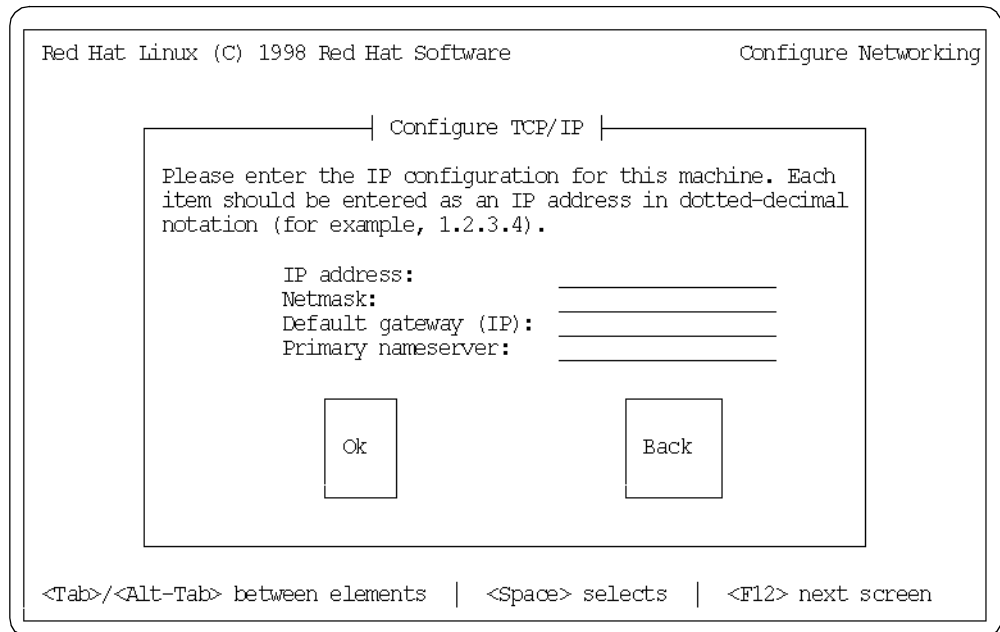 Red Hat Linux (C) 1998 Red Hat Software Configure Networking
Configure TCP/IP
Please enter the IP configuration for this machine. Each
item should be entered as an IP address in dotted-decimal
notation (for example, 1.2.3.4).
IP address:
Netmask:
Default gateway (IP):
Primary nameserver:
Ok Back
<Tab>/<Alt-Tab> between elements | <Space> selects | <F12> next screen